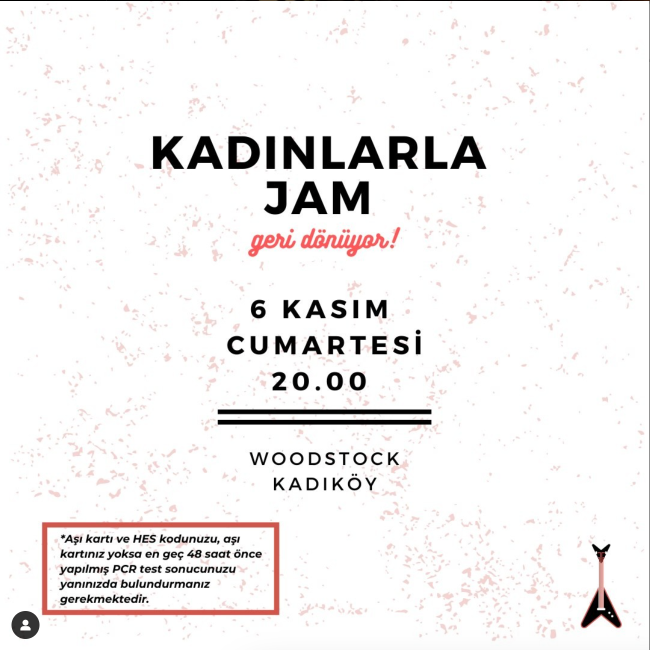 KADINLARLA
JAM
geri dönüyor!
6 KASIM
CUMARTESİ
20.00
WOODSTOCK
KADIKÖY
*Aşı kartı ve HES kodunuzu, aşı
kartınız yoksa en geç 48 saat önce
yapılmış PCR test sonucunuzu
yanınızda bulundurmanız
gerekmektedir.